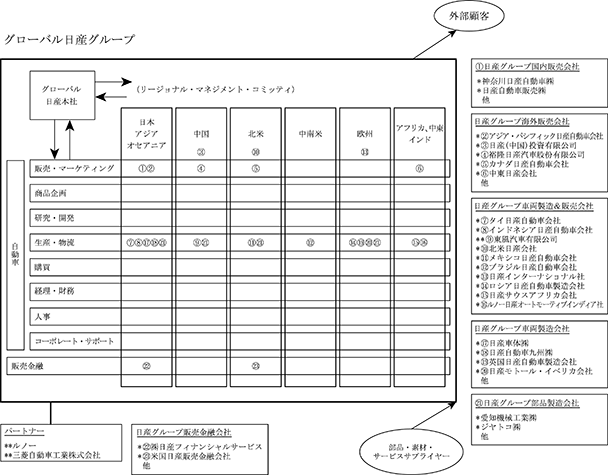 外部顧客
グローバル日産グループ
グローバル
日産本社
(リージョナル・マネジメント・コミッティ)
日本
アジア
オセアニア
中国
㉑
北米
⑩
中南米
欧州
⑬
アフリカ、中東
インド
自動車
販売・マーケティング ①② ④ ⑤ ⑥
商品企画
研究・開発
生産・物流
⑫
購買
経理・財務
人事
コーポレート・サポート
販売金融 ㉒ ㉓
①日産グループ国内販売会社
*神奈川日産自動車㈱
*日産自動車販売㈱
他
日産グループ海外販売会社
*②アジア・パシフィック日産自動車会社
*③日産(中国)投資有限公司
*④裕隆日産汽車股份有限公司
*⑤カナダ日産自動車会社
*⑥中東日産会社
他
日産グループ車両製造&販売会社
*⑦タイ日産自動車会社
*⑧インドネシア日産自動車会社
**⑨東風汽車有限公司
*⑩北米日産会社
*⑪メキシコ日産自動車会社
*⑫ブラジル日産自動車会社
*⑬日産インターナショナル社
*⑭ロシア日産自動車製造会社
*⑮日産サウスアフリカ会社
*⑯ルノー日産オートモーティブインディア社
日産グループ車両製造会社
*⑰日産車体㈱
*⑱日産自動車九州㈱
*⑲英国日産自動車製造会社
*⑳日産モトール・イベリカ会社
他
㉑日産グループ部品製造会社
*愛知機械工業㈱
*ジヤトコ㈱
他
パートナー
**ルノー
**三菱自動車工業株式会社
日産グループ販売金融会社
*㉒㈱日産フィナンシャルサービス
*㉓米国日産販売金融会社
他
部品・素材・
サービスサプライヤー